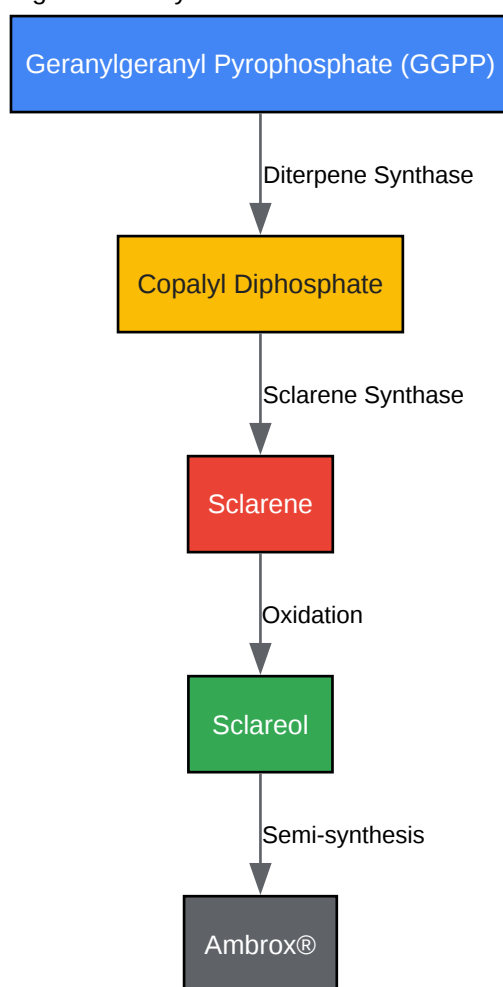 Geranylgeranyl Pyrophosphate (GGPP)
Diterpene Synthase
Copalyl Diphosphate
Sclarene Synthase
Sclarene
Oxidation
Sclareol
Semi-synthesis
Ambrox®